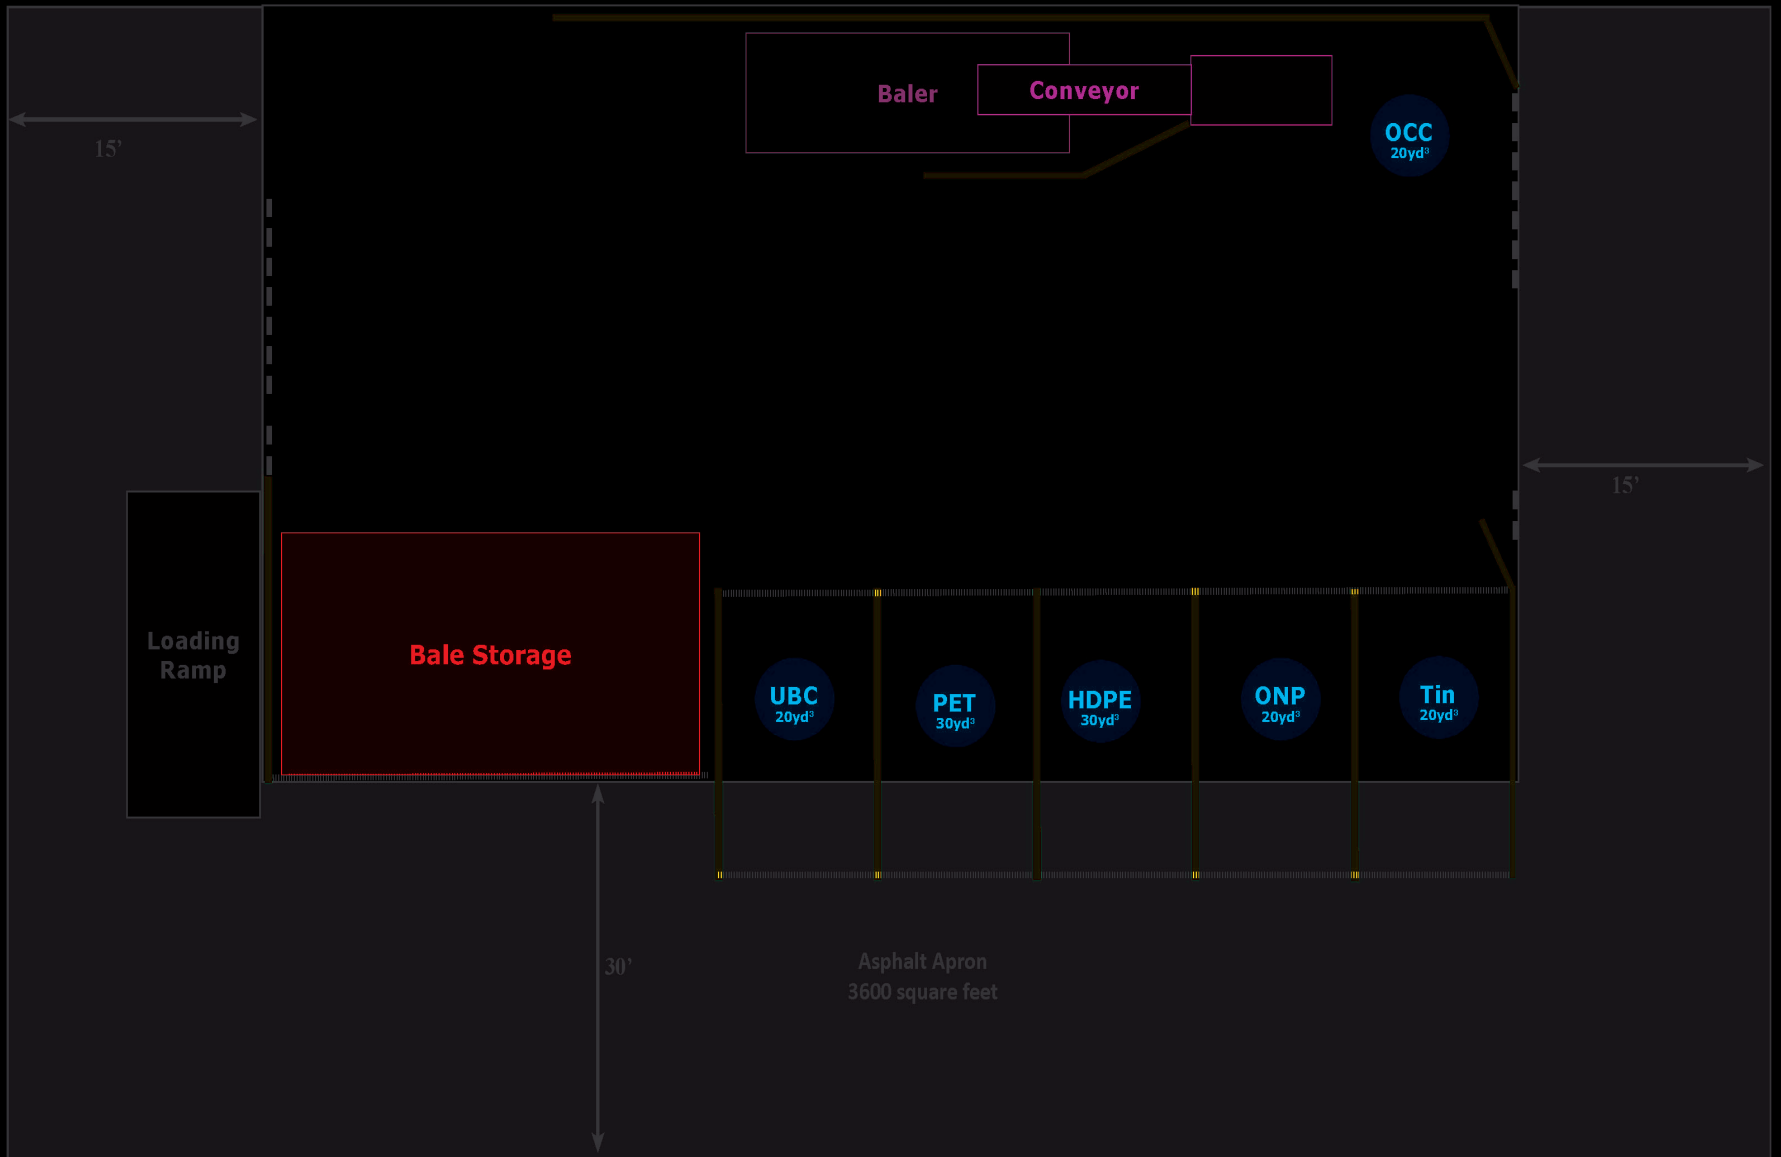 Baler
Conveyor
OCC
20yd³
15’
15’
Loading
Ramp
Bale Storage
UBC
20yd³
PET
30yd³
HDPE
30yd³
ONP
20yd³
Tin
20yd³
30’
Asphalt Apron
3600 square feet